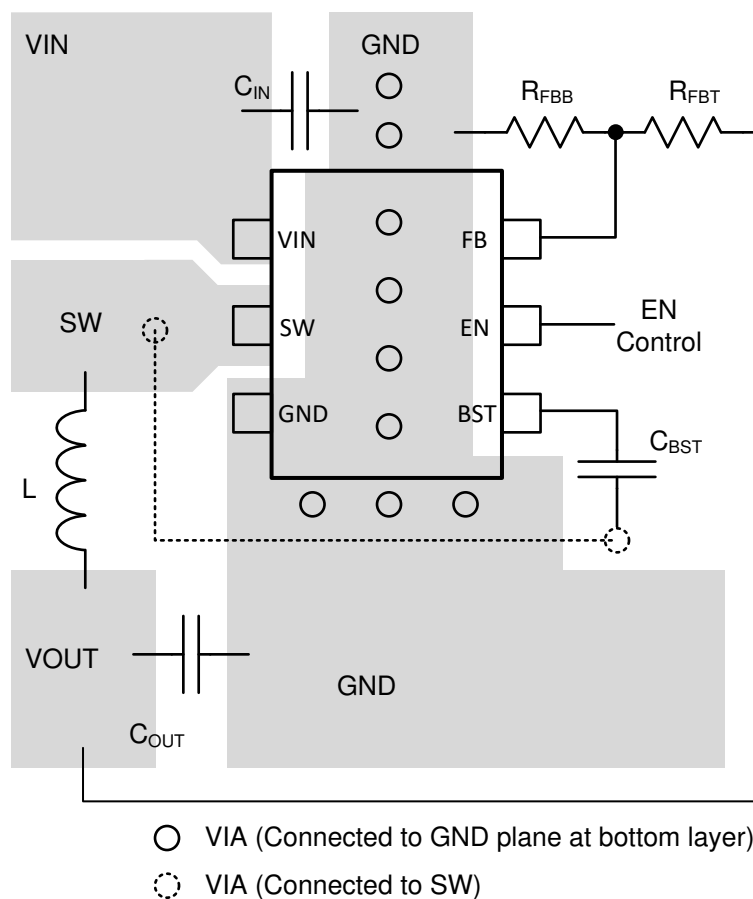 VIN
GND
C_IN
R_FBB
R_FBT
VIN
FB
SW
SW
EN
EN
Control
GND
BST
C_BST
L
VOUT
GND
C_OUT
VIA (Connected to GND plane at bottom layer)
VIA (Connected to SW)